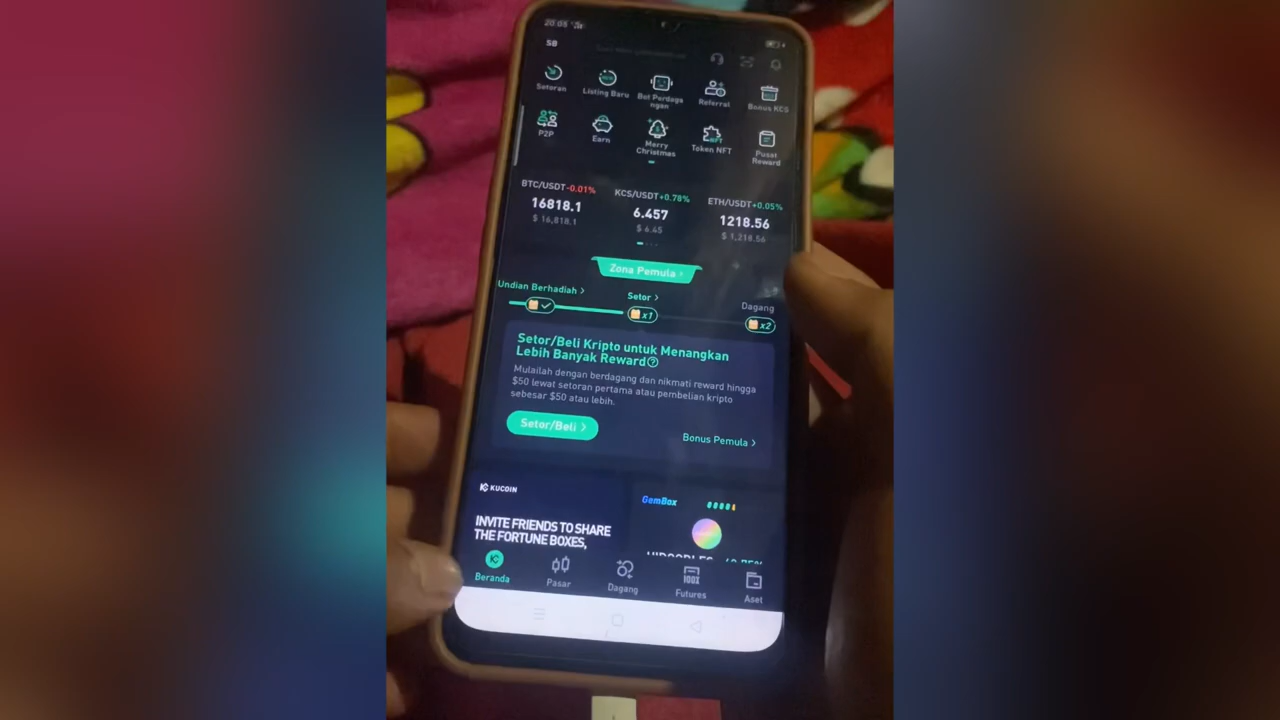 20:05
SB
Setoran
Listing Baru
Bot Perdaga
ngan
Referral
Bonus KCS
P2P
Earn
Merry
Christmas
Token NFT
Pusat
Reward
BTC/USDT-0.01%
KCS/USDT+0.78%
ETH/USDT+0.05%
16818.1
6.457
1218.56
$ 16,818.1
$ 6.45
$ 1,218.56
Zona Pemula
Undian Berhadiah
Setor
Dagang
x1
x2
Setor/Beli Kripto untuk Menangkan
Lebih Banyak Reward
Mulailah dengan berdagang dan nikmati reward hingga
$50 lewat setoran pertama atau pembelian kripto
sebesar $50 atau lebih.
Setor/Beli
Bonus Pemula
KUCOIN
GemBox
INVITE FRIENDS TO SHARE
THE FORTUNE BOXES,
Beranda
Pasar
Dagang
100X
Futures
Aset